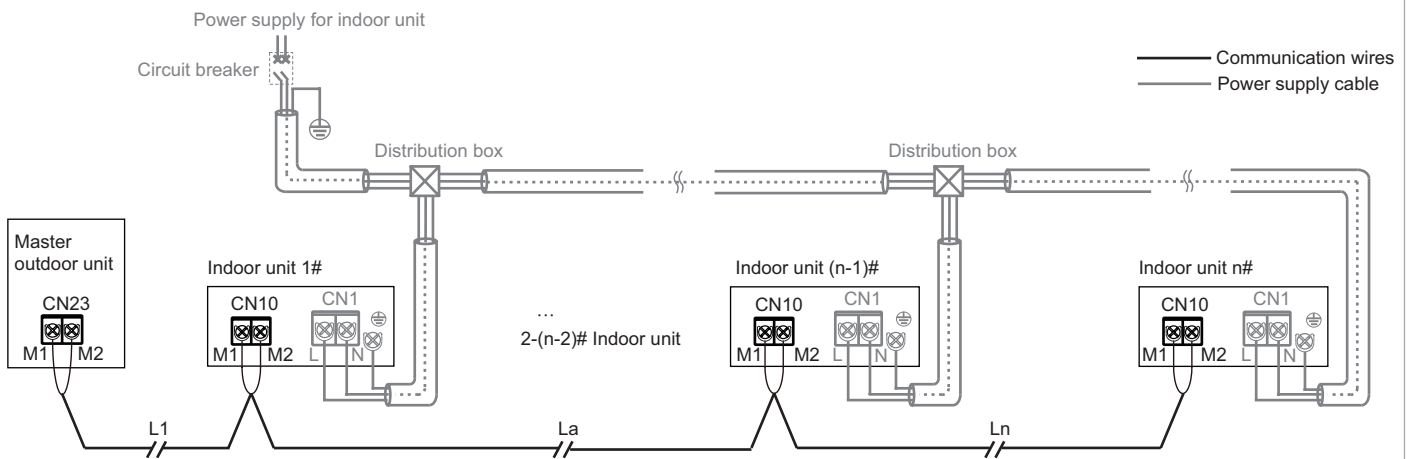 Power supply for indoor unit
Circuit breaker
Communication wires
Power supply cable
Distribution box
Distribution box
Master
outdoor unit
CN23
M1 M2
Indoor unit 1#
CN10 CN1
M1 M2 L N
...
2-(n-2)# Indoor unit
Indoor unit (n-1)#
CN10 CN1
M1 M2 L N
Indoor unit n#
CN10 CN1
M1 M2 L N
L1
La
Ln